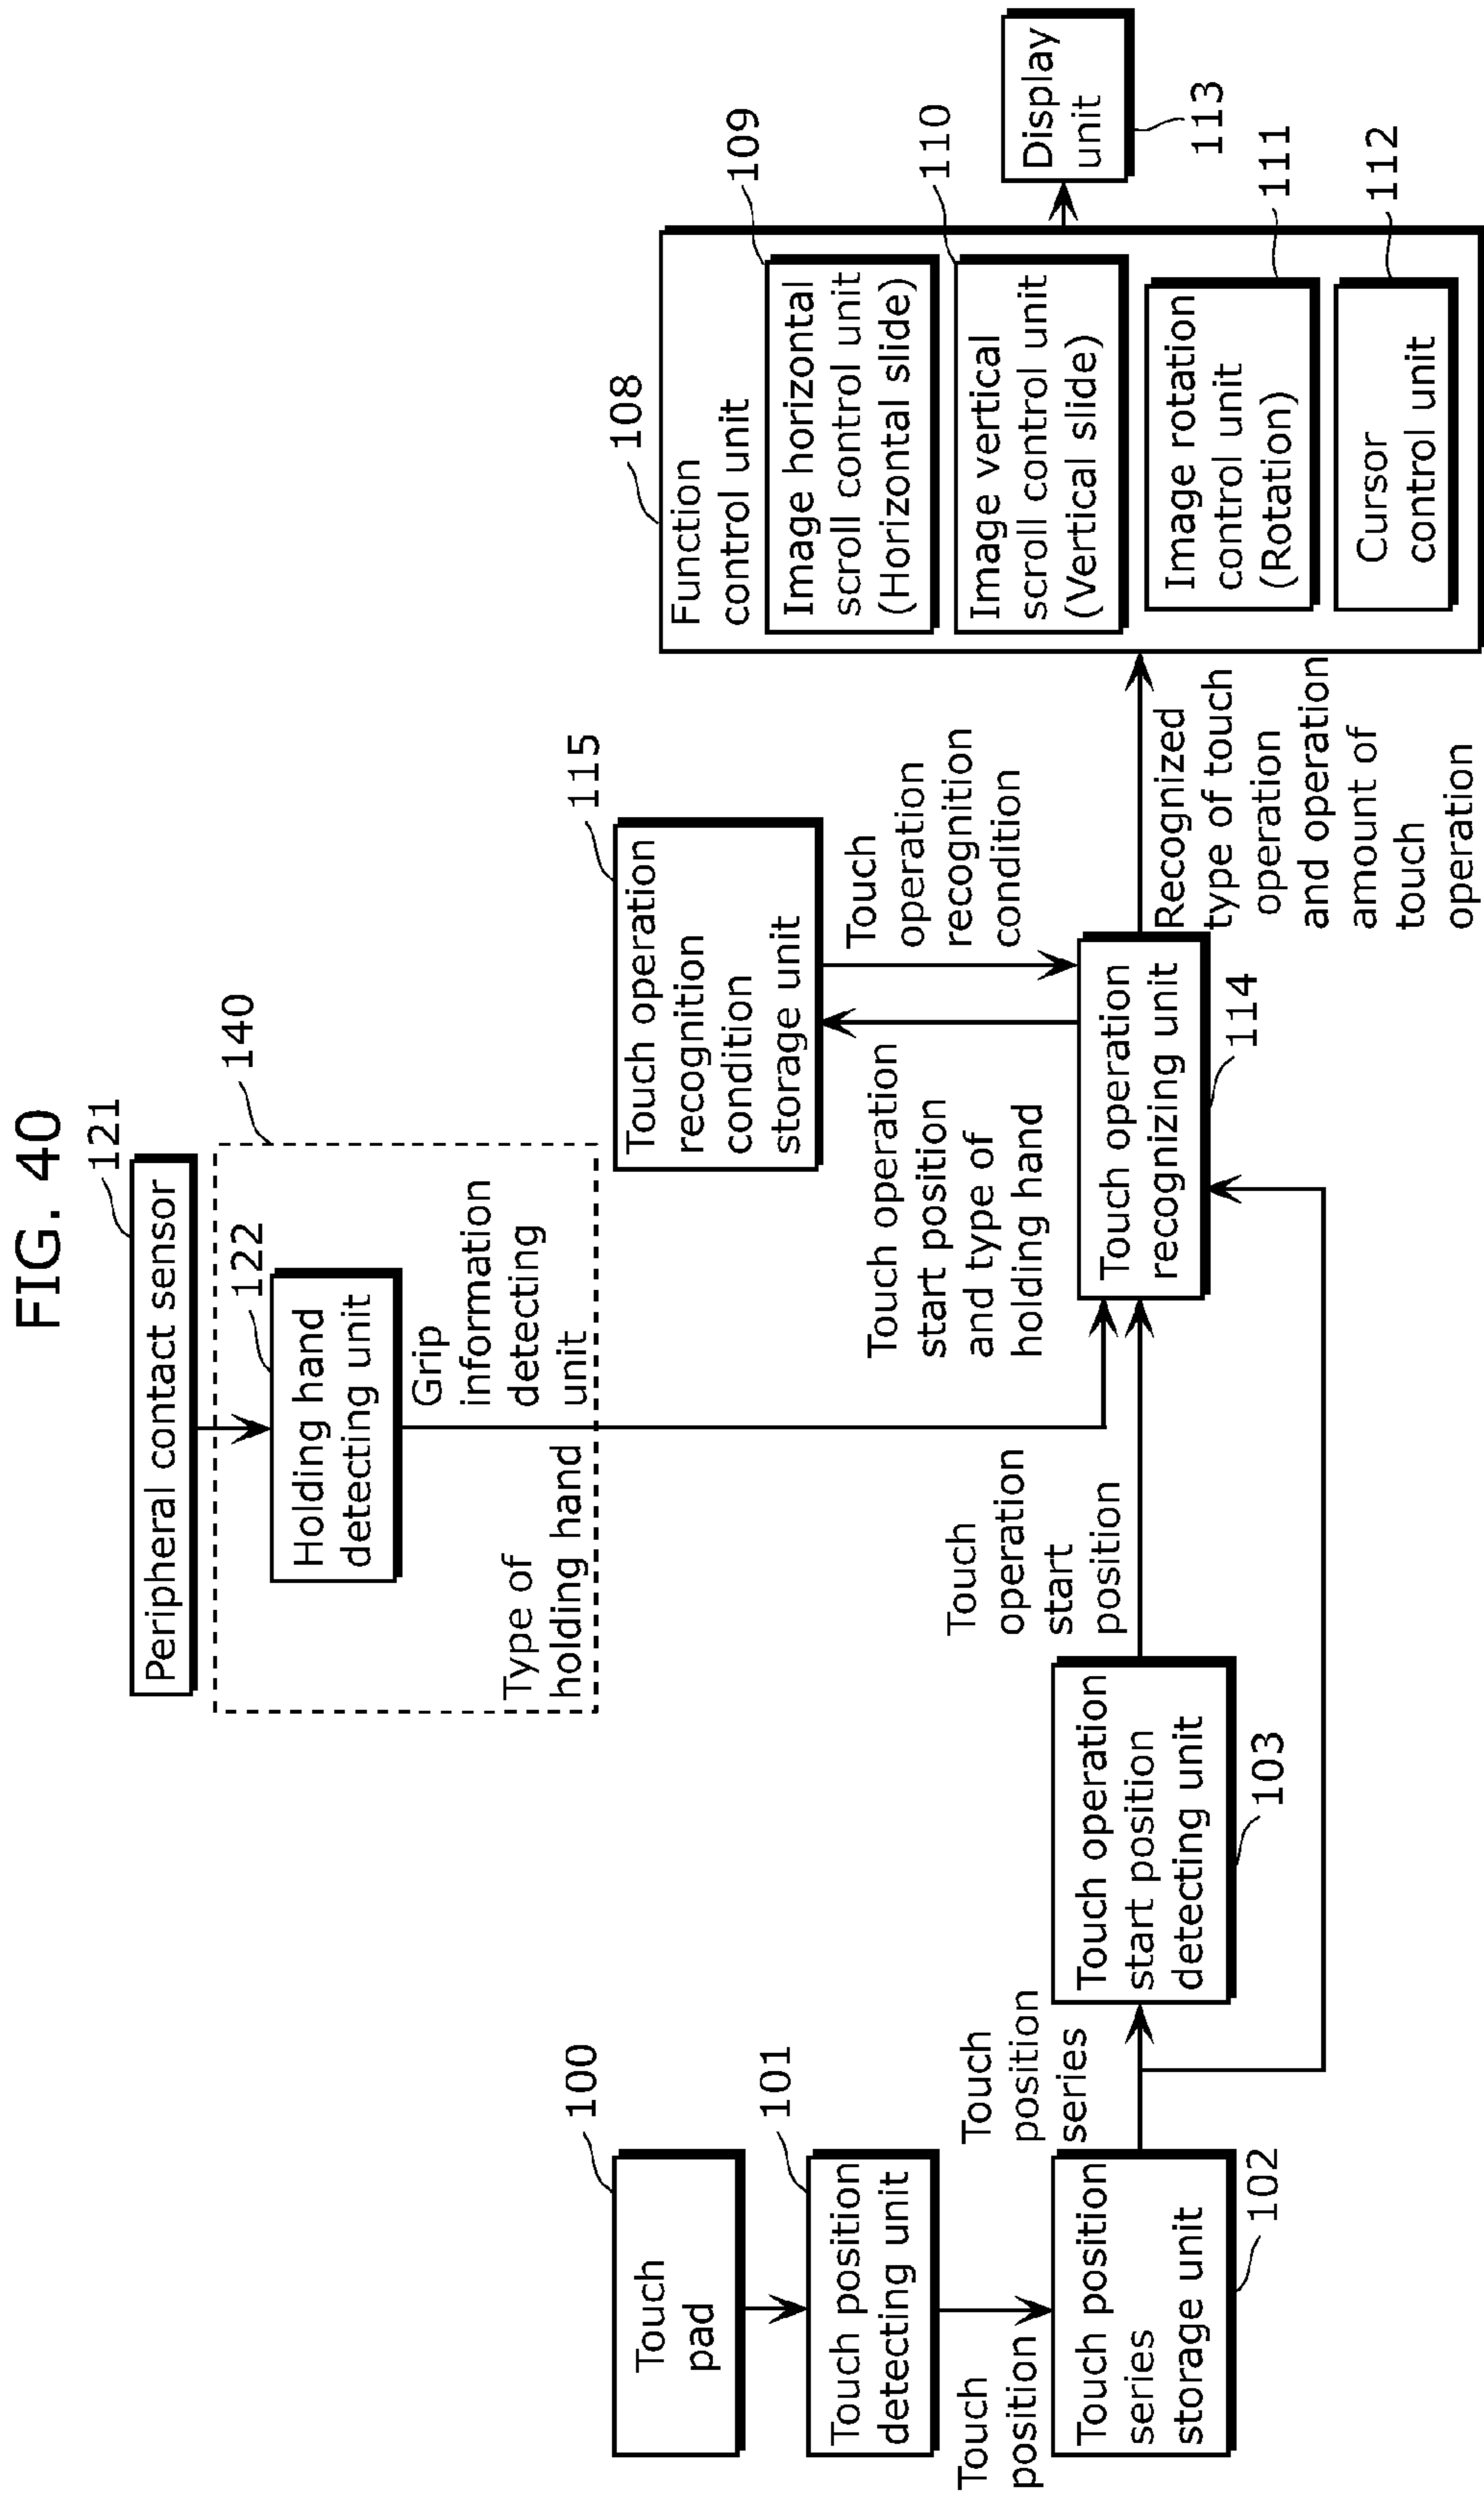 FIG. 40
121
Peripheral contact sensor
140
122
Holding hand
detecting unit
Grip
information
detecting
unit
Type of
holding hand
100
Touch
pad
101
Touch position
detecting unit
Touch
position
102
Touch position
series
storage unit
Touch
position
series
103
Touch operation
start position
detecting unit
Touch
operation
start
position
115
Touch operation
recognition
condition
storage unit
Touch operation
start position
and type of
holding hand
Touch
operation
recognition
condition
114
Touch operation
recognizing unit
Recognized
type of touch
operation
and operation
amount of
touch
operation
108
Function
control unit
109
Image horizontal
scroll control unit
(Horizontal slide)
110
Image vertical
scroll control unit
(Vertical slide)
111
Image rotation
control unit
(Rotation)
112
Cursor
control unit
113
Display
unit